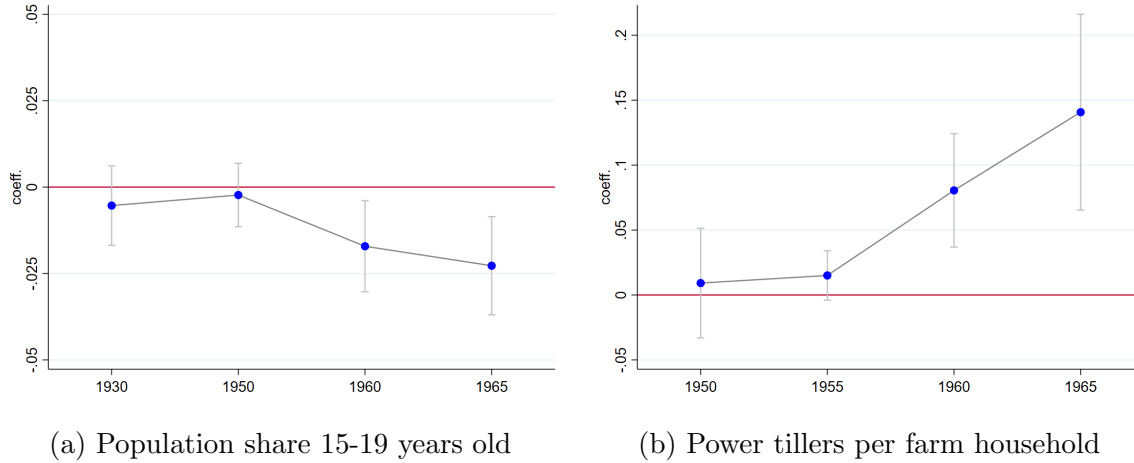 .05
.025
0
-.025
-.05
coeff.
1930 1950 1960 1965
(a) Population share 15-19 years old
.2
.15
.1
.05
0
-.05
coeff.
1950 1955 1960 1965
(b) Power tillers per farm household